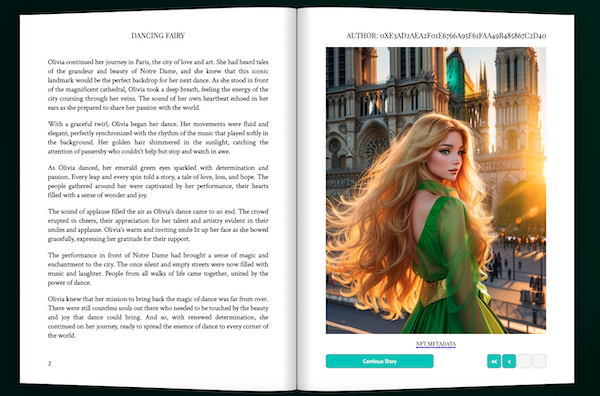 DANCING FAIRY
Olivia continued her journey in Paris, the city of love and art. She had heard tales
of the grandeur and beauty of Notre Dame, and she knew that this iconic
landmark would be the perfect backdrop for her next dance. As she stood in front
of the magnificent cathedral, Olivia took a deep breath, feeling the energy of the
city coursing through her veins. The sound of her own heartbeat echoed in her
ears as she prepared to share her passion with the world.
With a graceful twirl, Olivia began her dance. Her movements were fluid and
elegant, perfectly synchronized with the rhythm of the music that played softly in
the background. Her golden hair shimmered in the sunlight, catching the
attention of passersby who couldn't help but stop and watch in awe.
As Olivia danced, her emerald green eyes sparkled with determination and
passion. Every leap and every spin told a story, a tale of love, loss, and hope. The
people gathered around her were captivated by her performance, their hearts
filled with a sense of wonder and joy.
The sound of applause filled the air as Olivia's dance came to an end. The crowd
erupted in cheers, their appreciation for her talent and artistry evident in their
smiles and applause. Olivia's warm and inviting smile lit up her face as she bowed
gracefully, expressing her gratitude for their support.
The performance in front of Notre Dame had brought a sense of magic and
enchantment to the city. The once silent and empty streets were now filled with
music and laughter. People from all walks of life came together, united by the
power of dance.
Olivia knew that her mission to bring back the magic of dance was far from over.
There were still countless souls out there who needed to be touched by the beauty
and joy that dance could bring. And so, with renewed determination, she
continued on her journey, ready to spread the essence of dance to every corner of
the world.
2
AUTHOR: 0XE3AD2AEA2F01E6766A95F61FAA49B485867C2D40
NFT METADATA
Continue Story